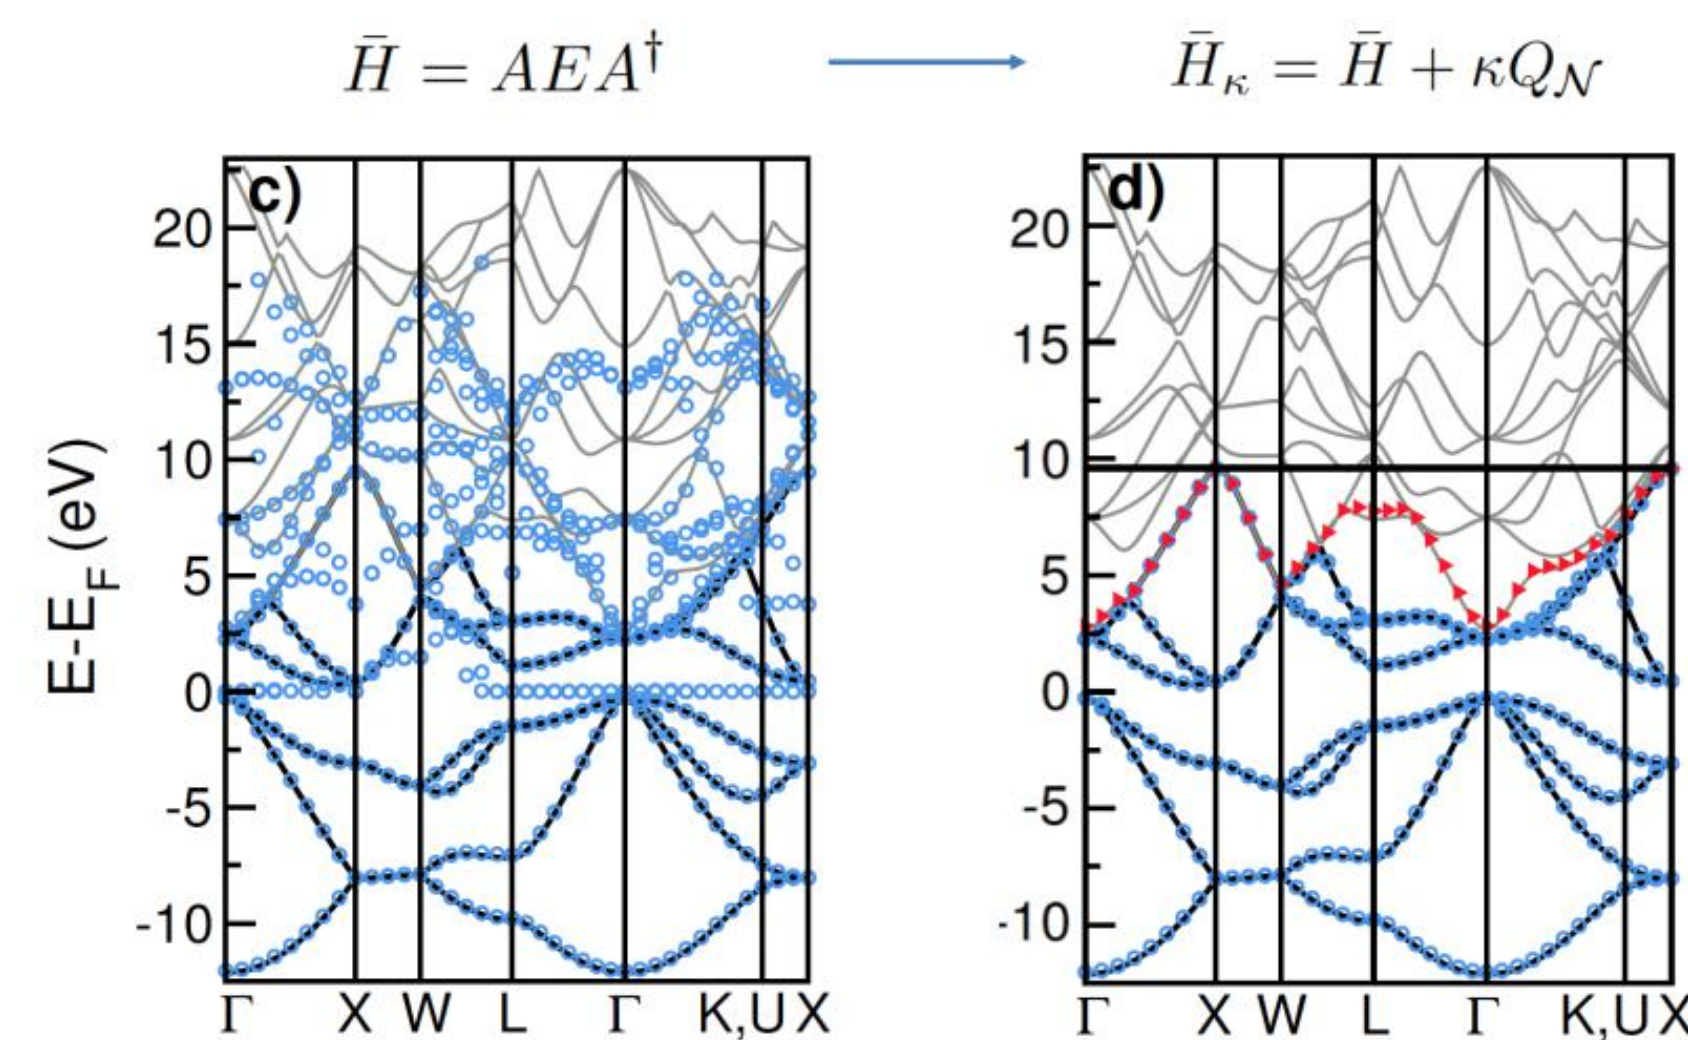 H̄ = AEA† H̄κ = H̄ + κQ𝒩
c)
20
15
10
5
0
-5
-10
E-EF (eV)
Γ X W L Γ K,U X
d)
20
15
10
5
0
-5
-10
Γ X W L Γ K,U X